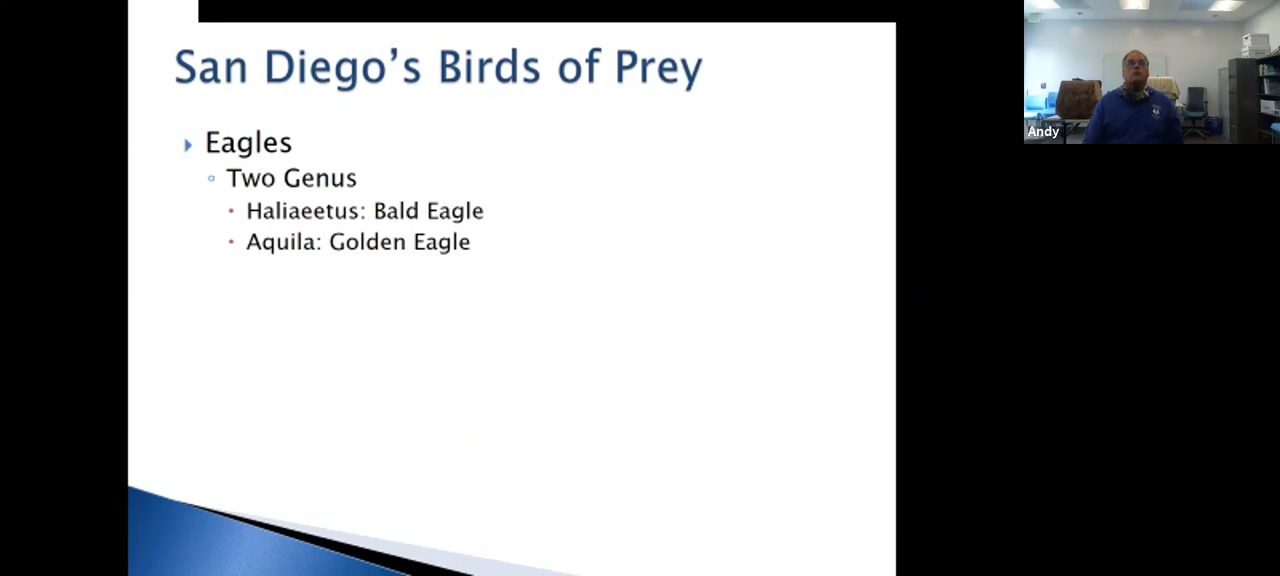 San Diego’s Birds of Prey
Eagles
Two Genus
Haliaeetus: Bald Eagle
Aquila: Golden Eagle
Andy